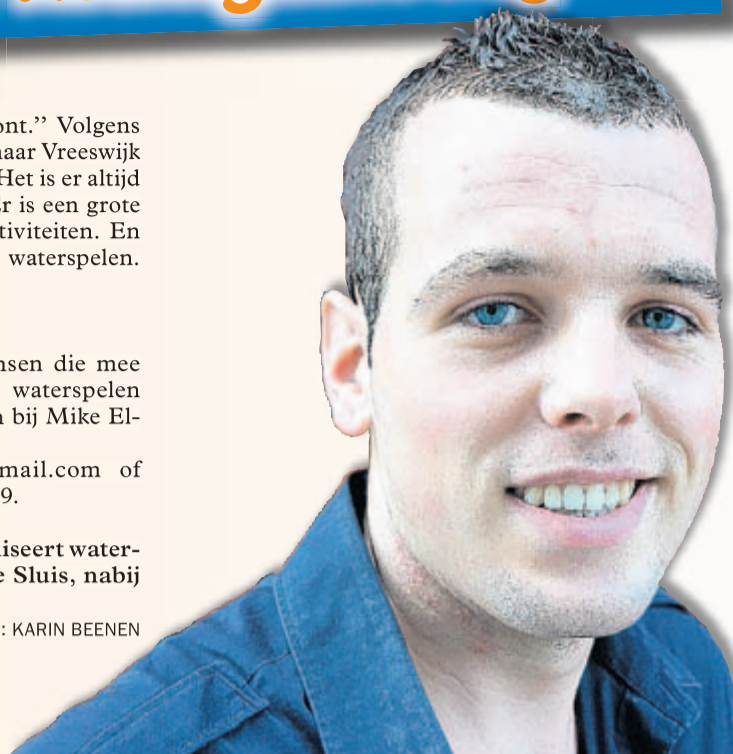 ont.” Volgens
naar Vreeswijk
Het is er altijd
r is een grote
tiviteiten. En
waterspelen.
nsen die mee
waterspelen
n bij Mike El-
mail.com of
9.
iseert water-
e Sluis, nabij
: KARIN BEENEN